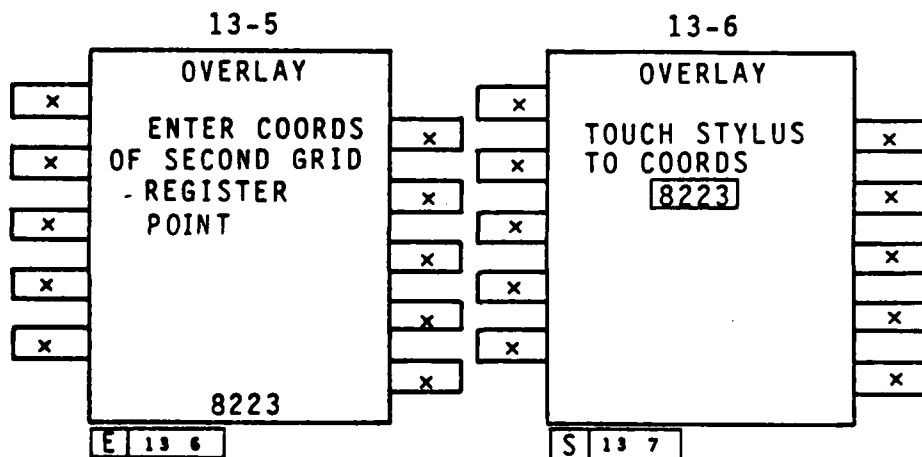 13-5
OVERLAY
x
x
x
x
x
x
x
x
x
x
ENTER COORDS
OF SECOND GRID
- REGISTER
POINT
8223
E 13 6
13-6
OVERLAY
x
x
x
x
x
x
x
x
x
x
TOUCH STYLUS
TO COORDS
8223
S 13 7